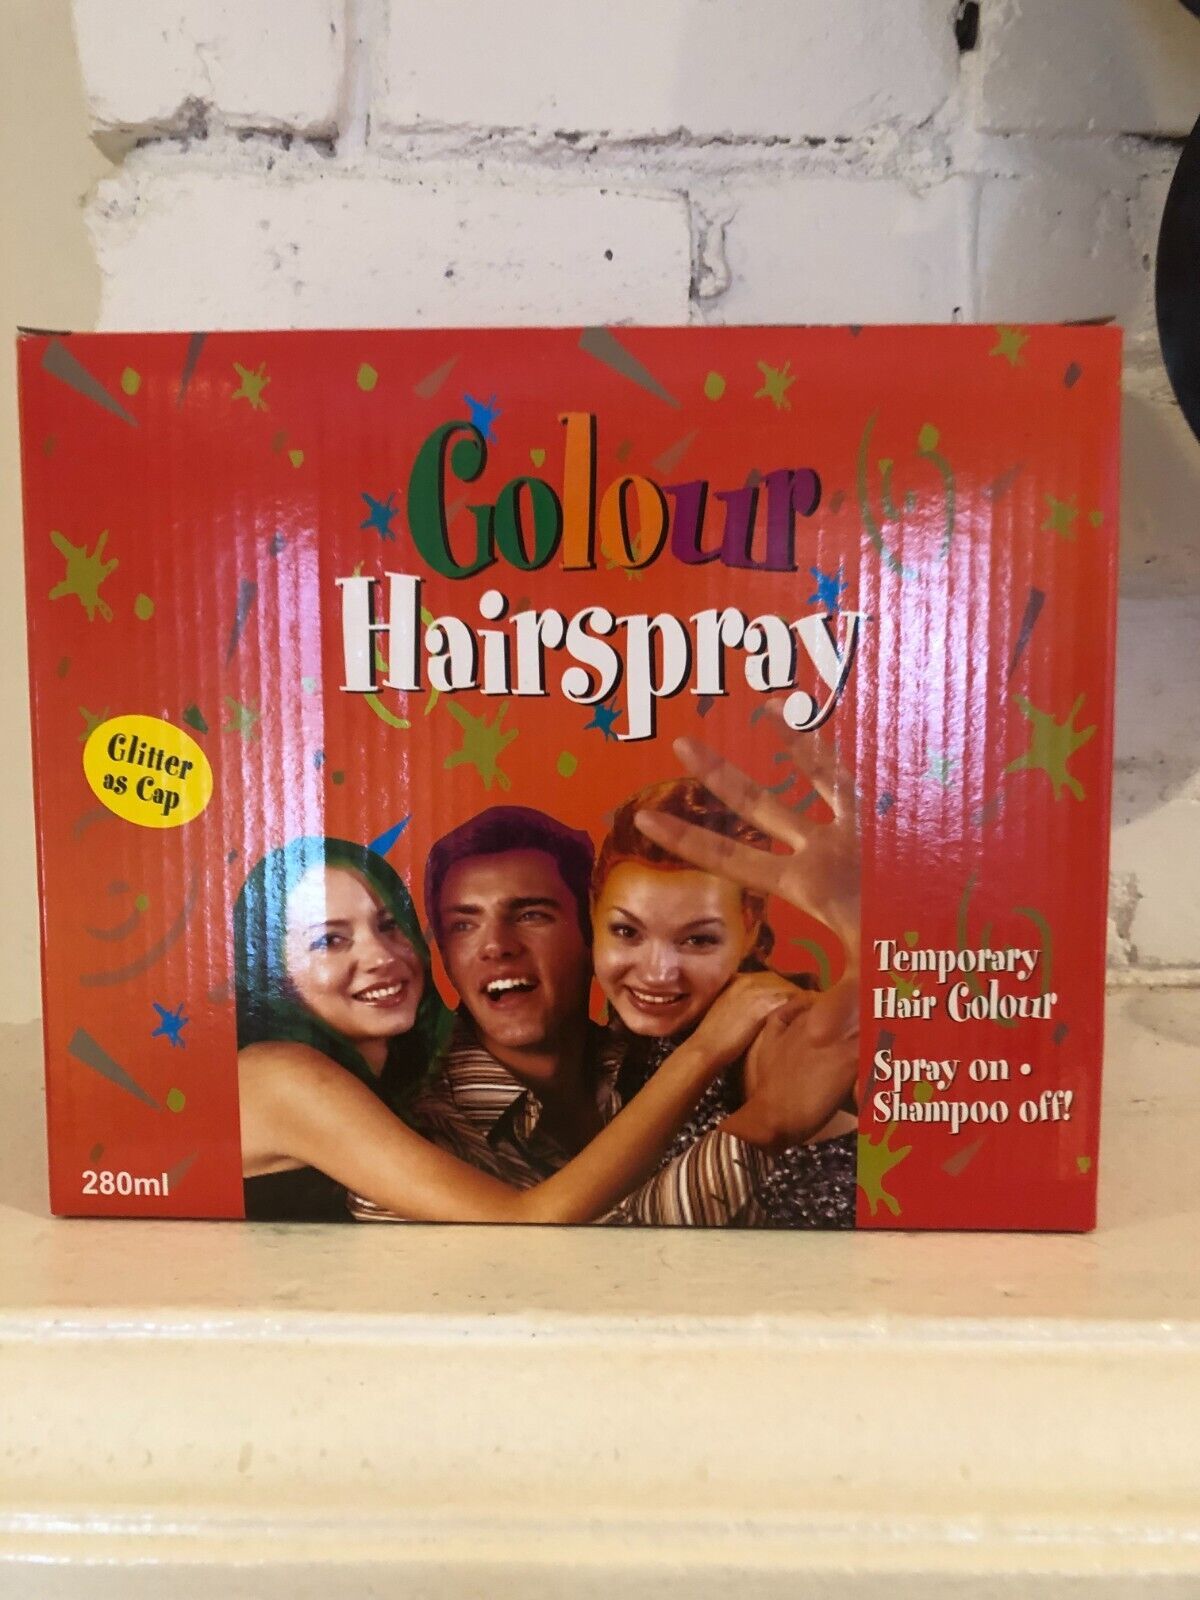 Colour
Hairspray
Glitter
as Cap
Temporary
Hair Colour
Spray on •
Shampoo off!
280ml